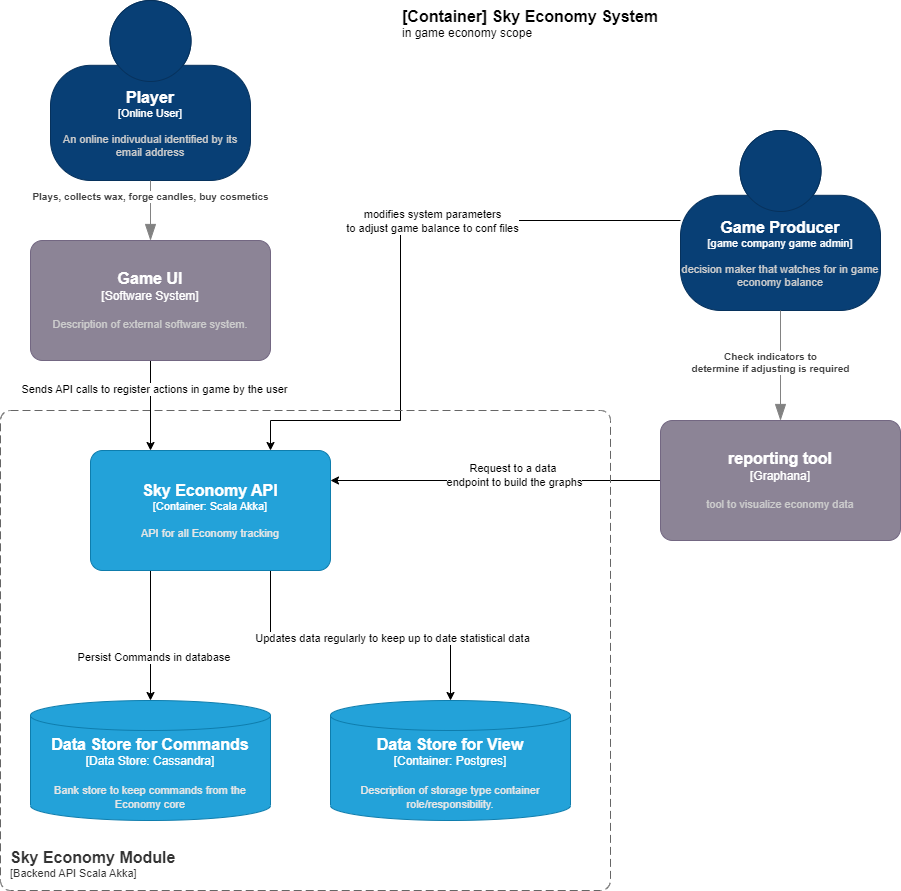 [Container] Sky Economy System
in game economy scope
Player
[Online User]
An online indivudual identified by its
email address
Plays, collects wax, forge candles, buy cosmetics
Game UI
[Software System]
Description of external software system.
Sends API calls to register actions in game by the user
modifies system parameters
to adjust game balance to conf files
Game Producer
[game company game admin]
decision maker that watches for in game
economy balance
Check indicators to
determine if adjusting is required
reporting tool
[Graphana]
tool to visualize economy data
Request to a data
endpoint to build the graphs
Sky Economy API
[Container: Scala Akka]
API for all Economy tracking
Persist Commands in database
Updates data regularly to keep up to date statistical data
Data Store for Commands
[Data Store: Cassandra]
Bank store to keep commands from the
Economy core
Data Store for View
[Container: Postgres]
Description of storage type container
role/responsibility.
Sky Economy Module
[Backend API Scala Akka]